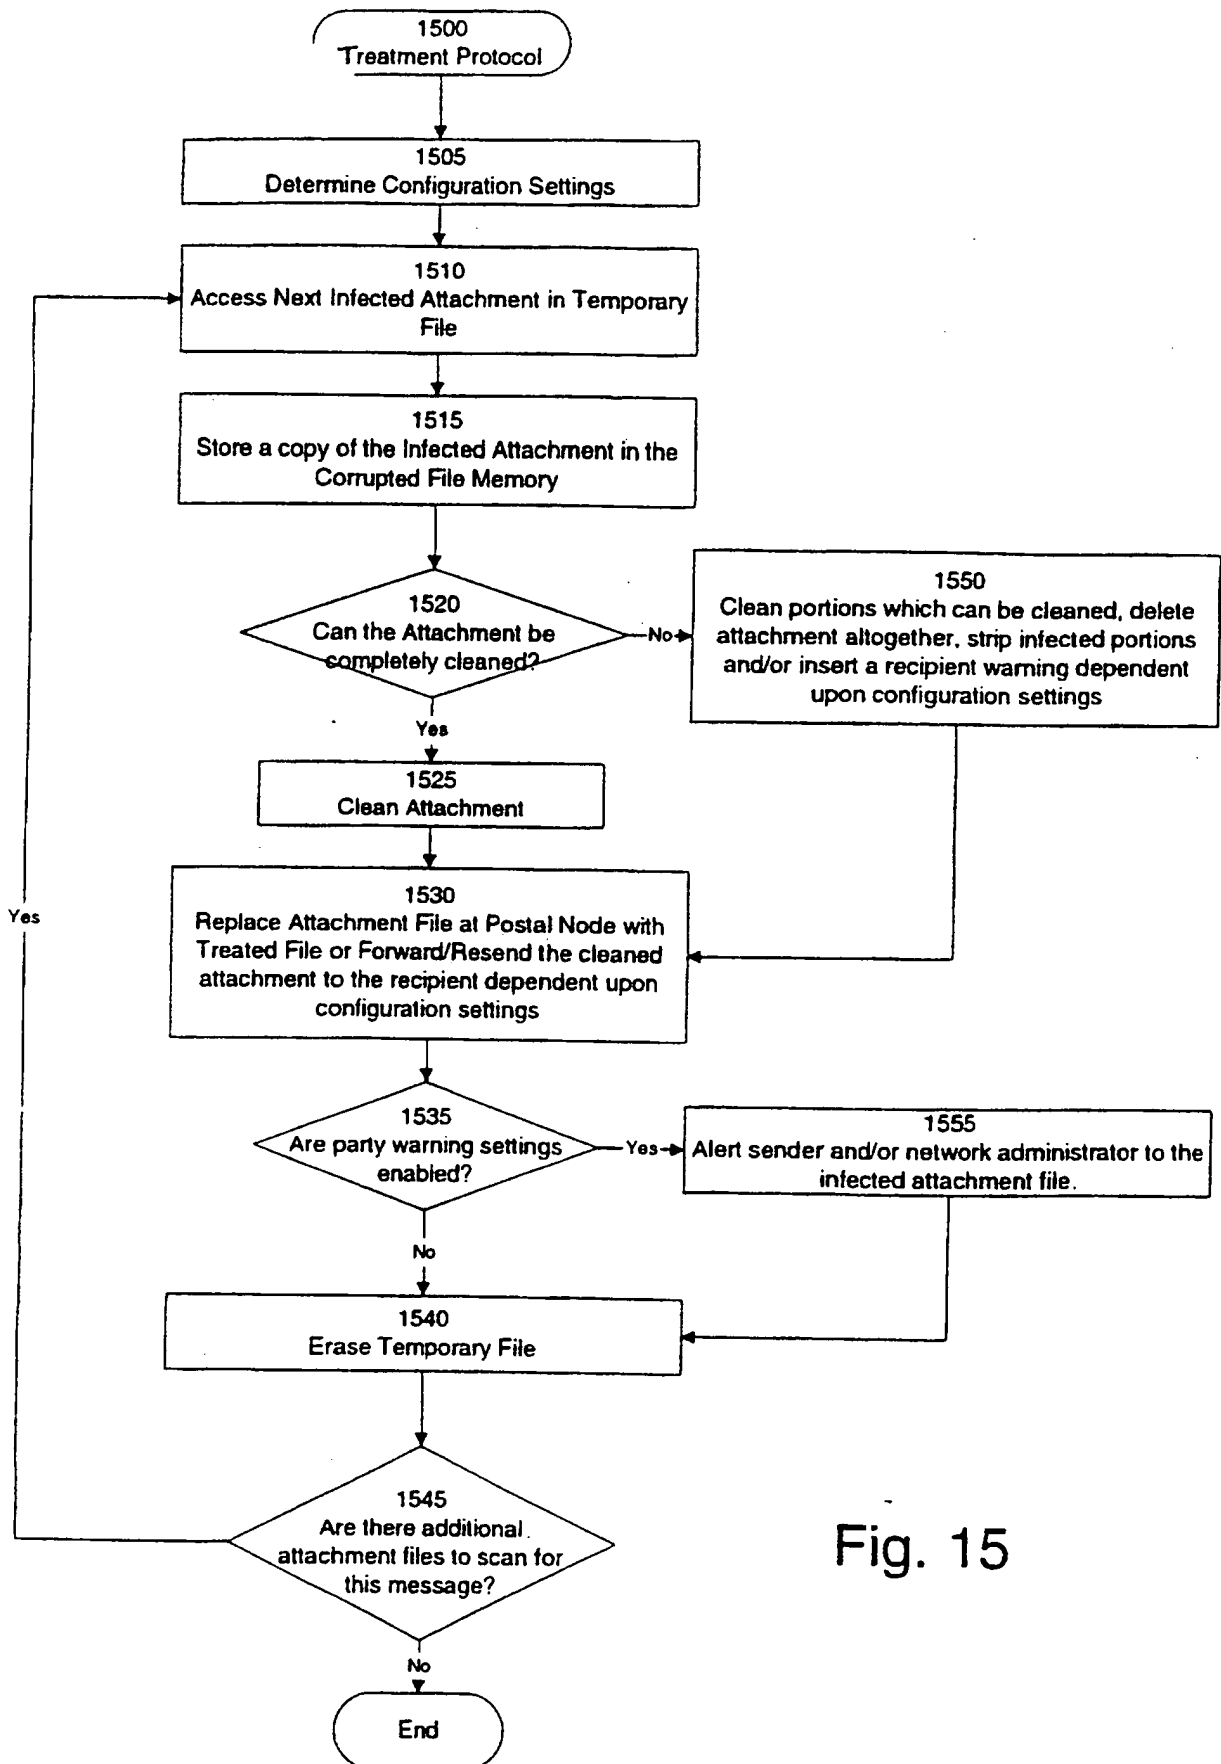 1500
Treatment Protocol
1505
Determine Configuration Settings
1510
Access Next Infected Attachment in Temporary
File
1515
Store a copy of the Infected Attachment in the
Corrupted File Memory
1520
Can the Attachment be
completely cleaned?
No
1550
Clean portions which can be cleaned, delete
attachment altogether, strip infected portions
and/or insert a recipient warning dependent
upon configuration settings
Yes
1525
Clean Attachment
1530
Replace Attachment File at Postal Node with
Treated File or Forward/Resend the cleaned
attachment to the recipient dependent upon
configuration settings
Yes
1535
Are party warning settings
enabled?
Yes
1555
Alert sender and/or network administrator to the
infected attachment file.
No
1540
Erase Temporary File
1545
Are there additional
attachment files to scan for
this message?
No
End
Fig. 15